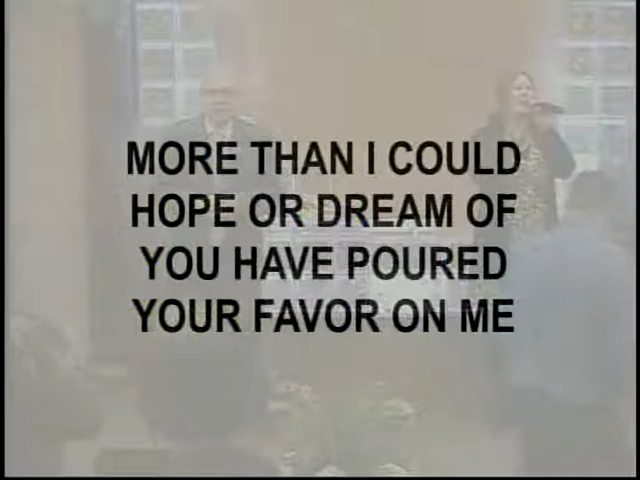 MORE THAN I COULD
HOPE OR DREAM OF
YOU HAVE POURED
YOUR FAVOR ON ME